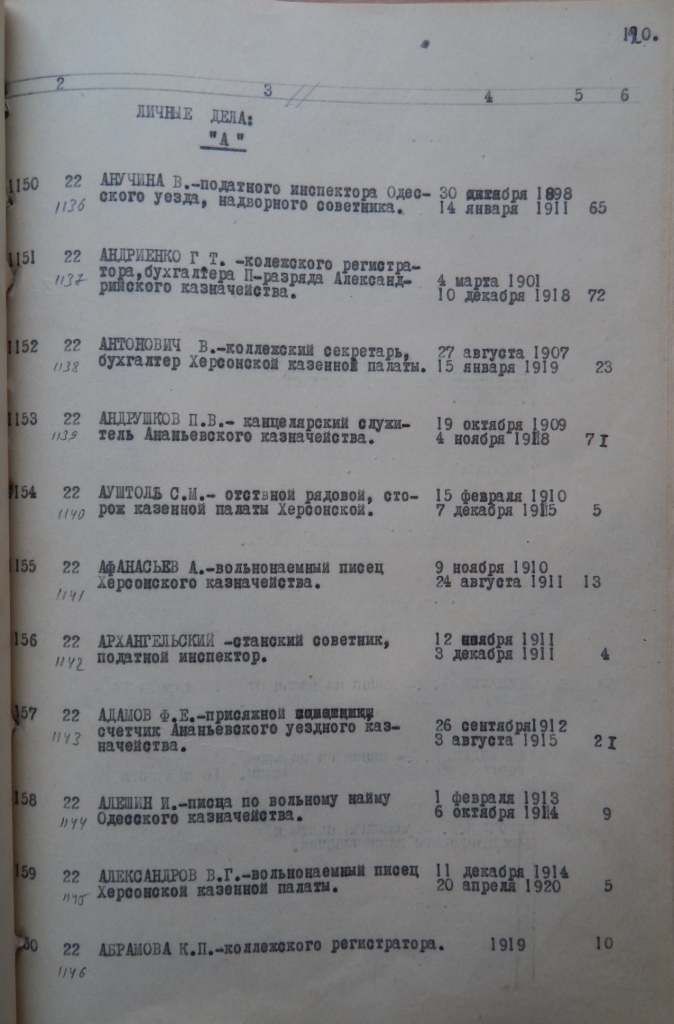 120.
2 3 4 5 6
ЛИЧНЫЕ ДЕЛА:
"А"
1150 22 АНУЧИНА В.-податного инспектора Одес- 30 октября 1898
1136 ского уезда, надворного советника. 14 января 1911 65
1151 22 АНДРИЕНКО Г Т. -колежского регистра-
1137 тора,бухгалтера П-разряда Александ- 4 марта 1901
рийского казначейства. 10 декабря 1918 72
1152 22 АНТОНОВИЧ В.-коллежский секретарь, 27 августа 1907
1138 бухгалтер Херсонской казенной палаты. 15 января 1919 23
1153 22 АНДРУШКОВ П.В.- канцелярский служи- 19 октября 1909
1139 тель Ананьевского казначейства. 4 ноября 1918 71
154 22 АУШТОЛЬ С.М.- отствной рядовой, сто- 15 февраля 1910
1140 рож казенной палаты Херсонской. 7 декабря 1915 5
155 22 АФАНАСЬЕВ А.-вольнонаемный писец 9 ноября 1910
1141 Херсонского казначейства. 24 августа 1911 13
156 22 АРХАНГЕЛЬСКИЙ -станский советник, 12 ноября 1911
1142 податной инспектор. 3 декабря 1911 4
157 22 АДАМОВ Ф.Е.-присяжной
1143 счетчик Ананьевского уездного каз- 26 сентября1912
начейства. 3 августа 1915 21
158 22 АЛЕШИН И.-писца по вольному найму 1 февраля 1913
1144 Одесского казначейства. 6 октября 1914 9
159 22 АЛЕКСАНДРОВ В.Г.-вольнонаемный писец 11 декабря 1914
1145 Херсонской казенной палаты. 20 апреля 1920 5
60 22 АБРАМОВА К.П.-коллежского регистратора. 1919 10
1146